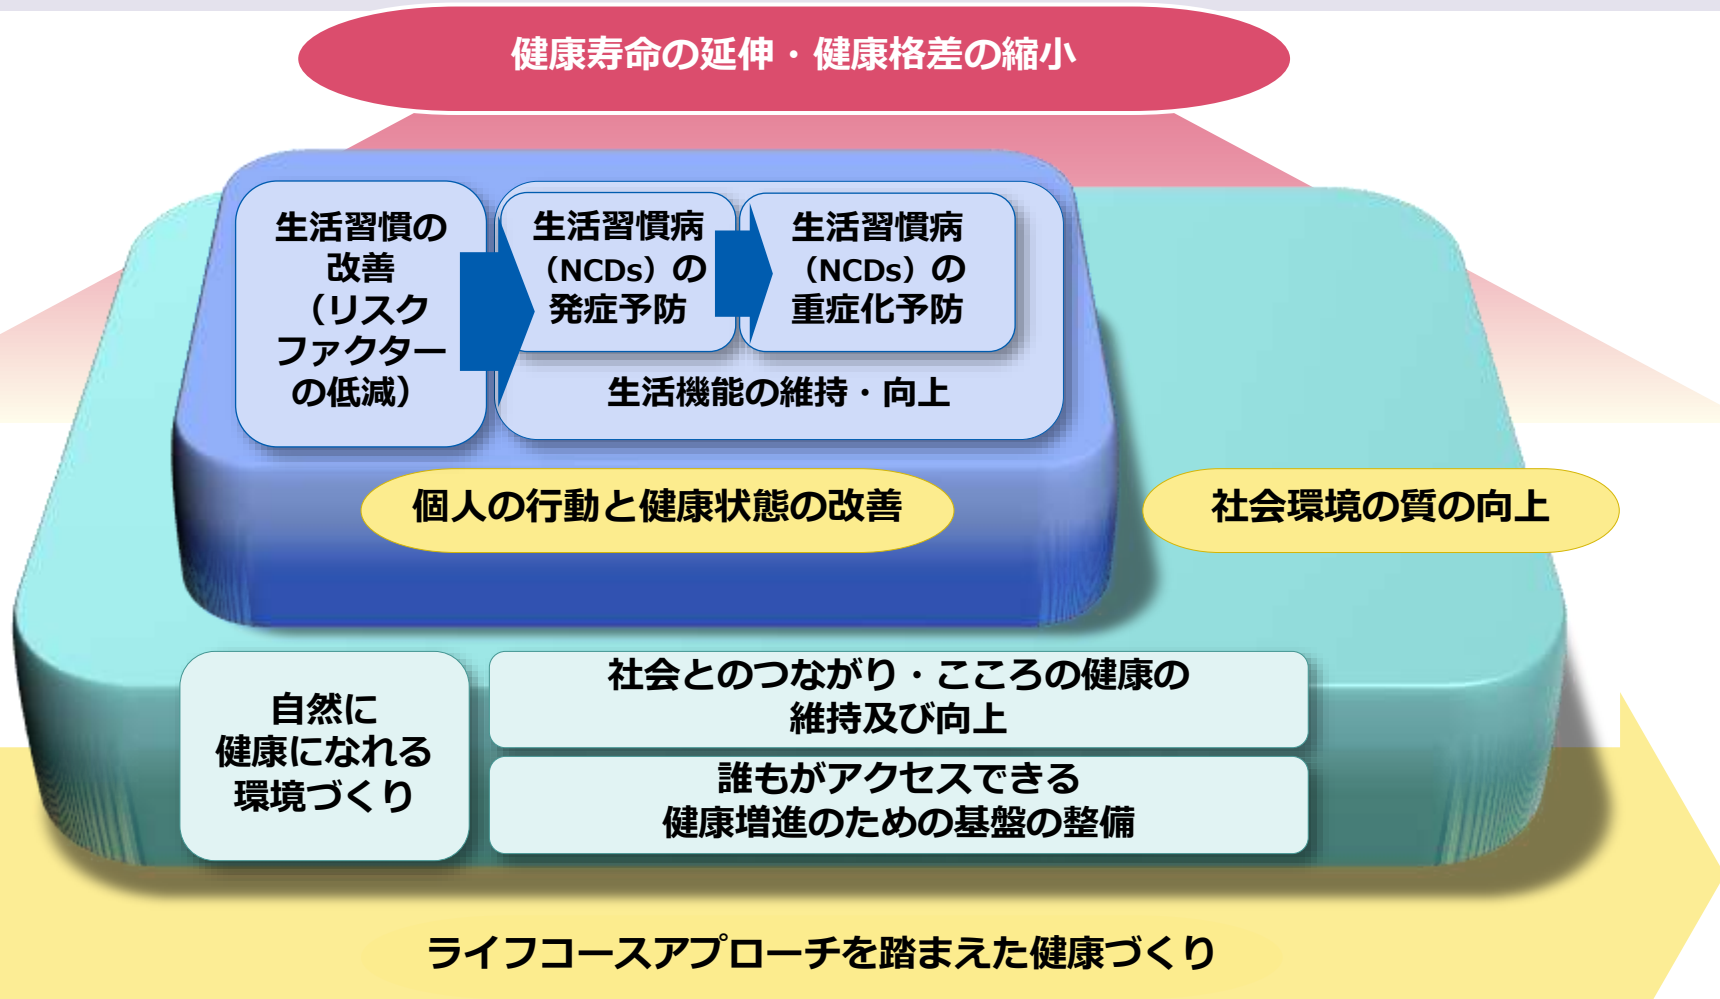 健康寿命の延伸・健康格差の縮小
生活習慣の
改善
（リスク
ファクター
の低減）
生活習慣病
（NCDs）の
発症予防
生活習慣病
（NCDs）の
重症化予防
生活機能の維持・向上
個人の行動と健康状態の改善
社会環境の質の向上
自然に
健康になれる
環境づくり
社会とのつながり・こころの健康の
維持及び向上
誰もがアクセスできる
健康増進のための基盤の整備
ライフコースアプローチを踏まえた健康づくり